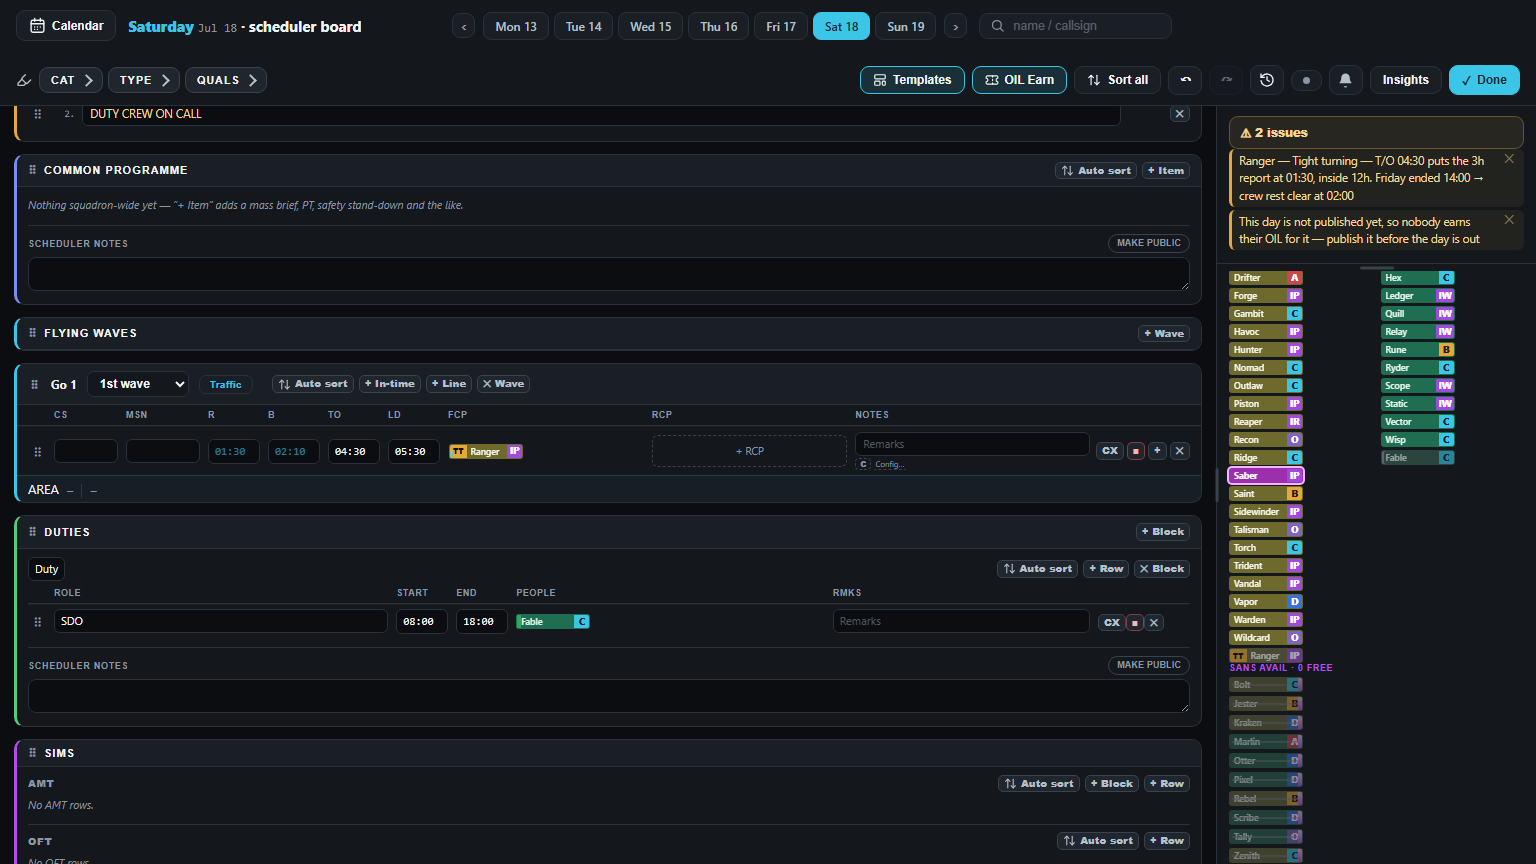 Calendar
Saturday Jul 18 · scheduler board
‹ Mon 13 Tue 14 Wed 15 Thu 16 Fri 17 Sat 18 Sun 19 ›
name / callsign
CAT TYPE QUALS
Templates OIL Earn Sort all Insights ✓ Done
2. DUTY CREW ON CALL
COMMON PROGRAMME
Auto sort + Item
Nothing squadron-wide yet — "+ Item" adds a mass brief, PT, safety stand-down and the like.
SCHEDULER NOTES
MAKE PUBLIC
FLYING WAVES
+ Wave
Go 1 1st wave Traffic Auto sort + In-time + Line ✕ Wave
CS MSN R B TO LD FCP RCP NOTES
01:30 02:10 04:30 05:30 TT Ranger IP + RCP Remarks CX + ✕
C Config...
AREA – | –
DUTIES
+ Block
Duty
Auto sort + Row ✕ Block
ROLE START END PEOPLE RMKS
SDO 08:00 18:00 Fable C Remarks CX ✕
SCHEDULER NOTES
MAKE PUBLIC
SIMS
AMT
Auto sort + Block + Row
No AMT rows.
OFT
Auto sort + Row
No OFT rows.
⚠ 2 issues
Ranger — Tight turning — T/O 04:30 puts the 3h
report at 01:30, inside 12h. Friday ended 14:00 →
crew rest clear at 02:00
This day is not published yet, so nobody earns
their OIL for it — publish it before the day is out
Drifter A
Forge IP
Gambit C
Havoc IP
Hunter IP
Nomad C
Outlaw C
Piston IP
Reaper IR
Recon O
Ridge C
Saber IP
Saint B
Sidewinder IP
Talisman O
Torch C
Trident IP
Vandal IP
Vapor D
Warden IP
Wildcard O
TT Ranger IP
Hex C
Ledger IW
Quill IW
Relay IW
Rune B
Ryder C
Scope IW
Static IW
Vector C
Wisp C
Fable C
SANS AVAIL · 0 FREE
Bolt C
Jester B
Kraken D
Marlin A
Otter D
Pixel D
Rebel B
Scribe D
Tally O
Zenith C